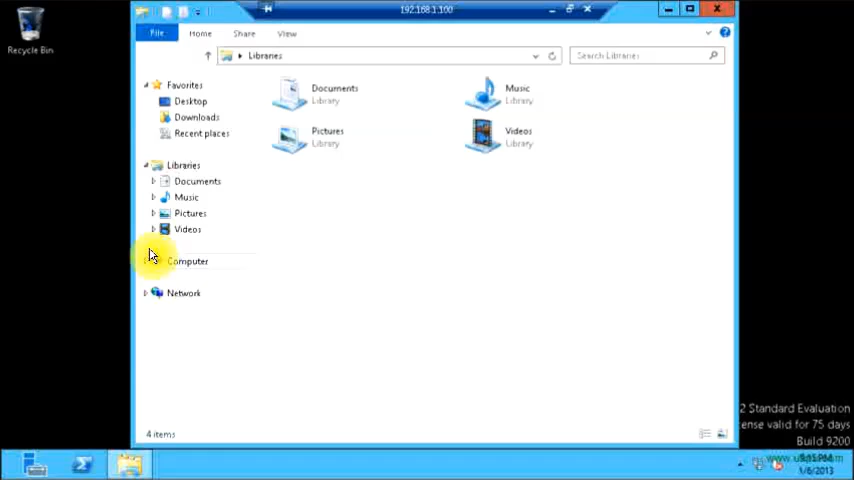 192.168.1.100
Recycle Bin
File
Home
Share
View
Libraries
Search Libraries
Favorites
Desktop
Downloads
Recent places
Libraries
Documents
Music
Pictures
Videos
Computer
Network
Documents
Library
Music
Library
Pictures
Library
Videos
Library
4 items
2 Standard Evaluation
ense valid for 75 days
Build 9200
1/6/2013